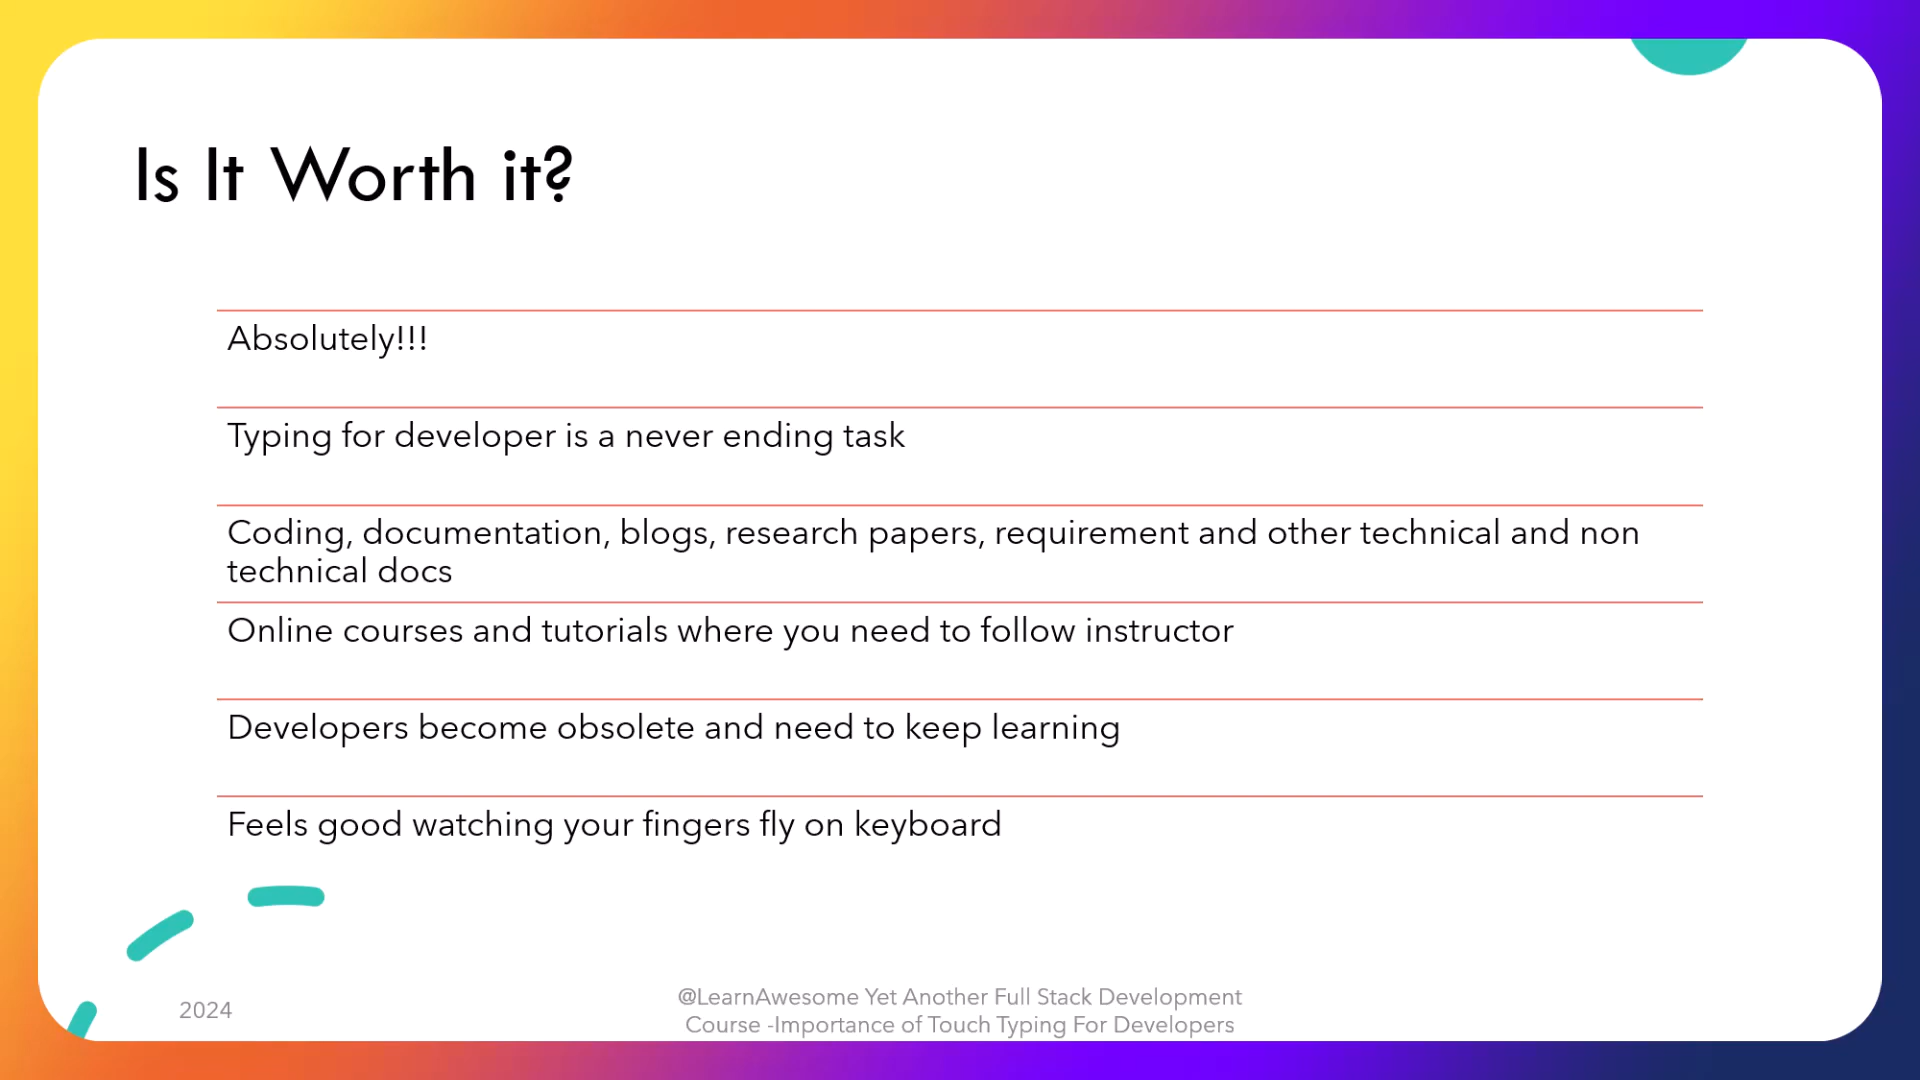 Is It Worth it?
Absolutely!!!
Typing for developer is a never ending task
Coding, documentation, blogs, research papers, requirement and other technical and non
technical docs
Online courses and tutorials where you need to follow instructor
Developers become obsolete and need to keep learning
Feels good watching your fingers fly on keyboard
2024
@LearnAwesome Yet Another Full Stack Development
Course -Importance of Touch Typing For Developers